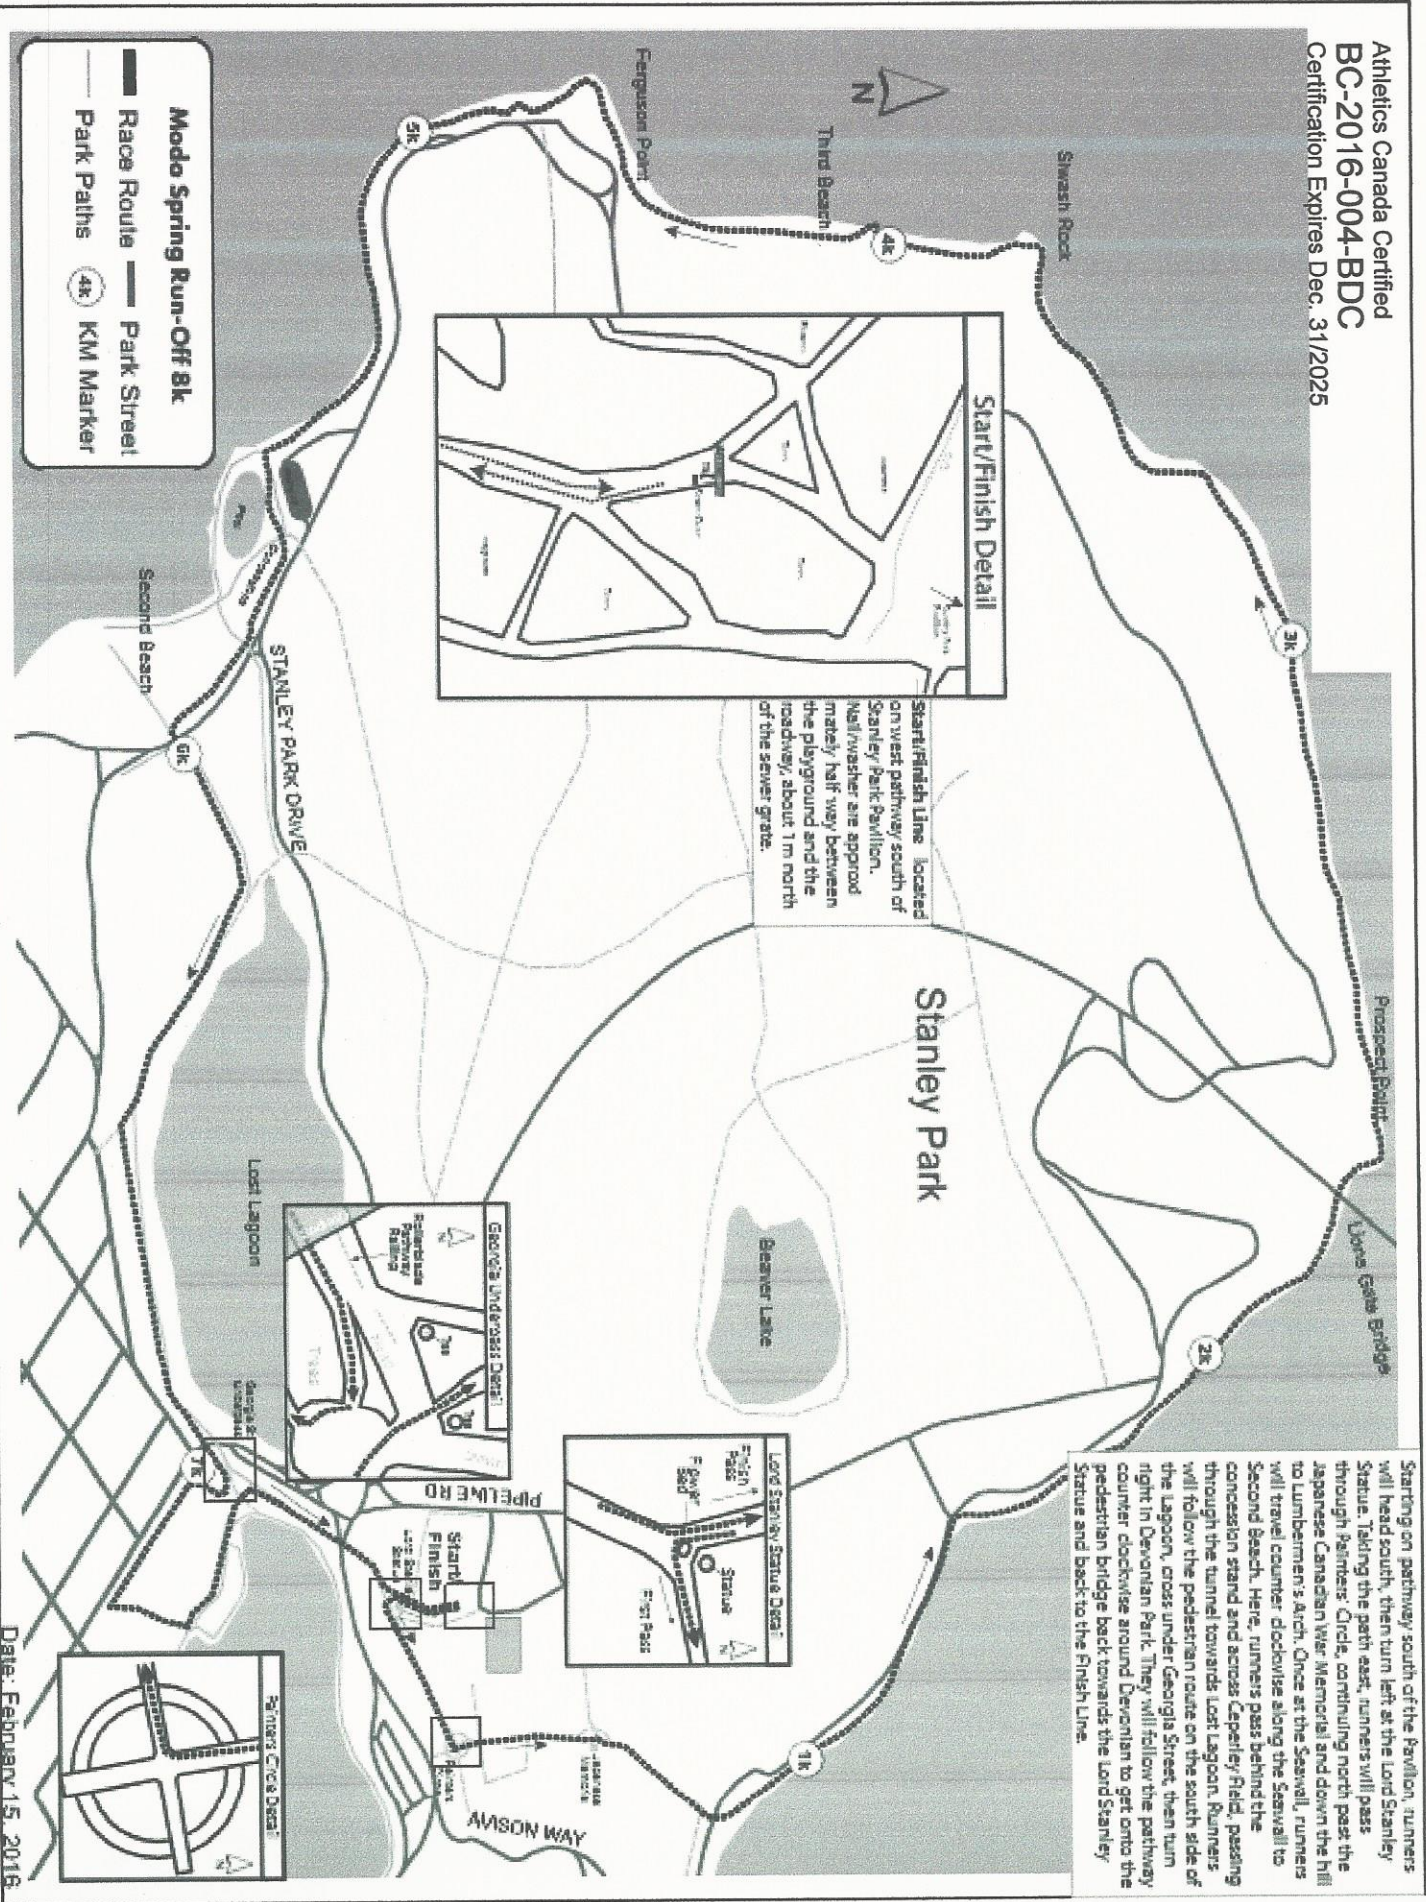 Athletics Canada Certified
BC-2016-004-BDC
Certification Expires Dec. 31/2025
Starting on pathway south of the Pavilion, runners
will head south, then turn left at the Lord Stanley
Statue. Taking the path east, runners will pass
through Painters' Circle, continuing north past the
Japanese Canadian War Memorial and down the hill
to Lumbermen's Arch. Once at the Seawall, runners
will travel counter clockwise along the Seawall to
Second Beach. Here, runners pass behind the
concession stand and across Ceperley Field, passing
through the tunnel towards Lost Lagoon. Runners
will follow the pedestrian route on the south side of
the Lagoon, cross under Georgia Street, then turn
right in Devonian Park. They will follow the pathway
counter clockwise around Devonian to get onto the
pedestrian bridge back towards the Lord Stanley
Statue and back to the Finish Line.
Prospect Point
Lions Gate Bridge
Siwash Rock
3k
2k
N
Third Beach
4k
Ferguson Point
Start/Finish Detail
Stanley Park
Start/Finish Line located
on west pathway south of
Stanley Park Pavilion.
Nail/washer are approxi
mately half way between
the playground and the
roadway, about 1 m north
of the sewer grate.
Beaver Lake
1k
Lord Stanley Statue Detail
Finish
Pass
Flower
Bed
Statue
First Pass
Georgia Underpass Detail
N
Rollerblade
Pathway
Railing
Trees
PIPELINE RD
Start/
Finish
AVISON WAY
5k
STANLEY PARK DRIVE
Second Beach
6k
Lost Lagoon
7k
Painters Circle Detail
Modo Spring Run-Off 8k
Race Route
Park Street
Park Paths
4k
KM Marker
Date: February 15, 2016